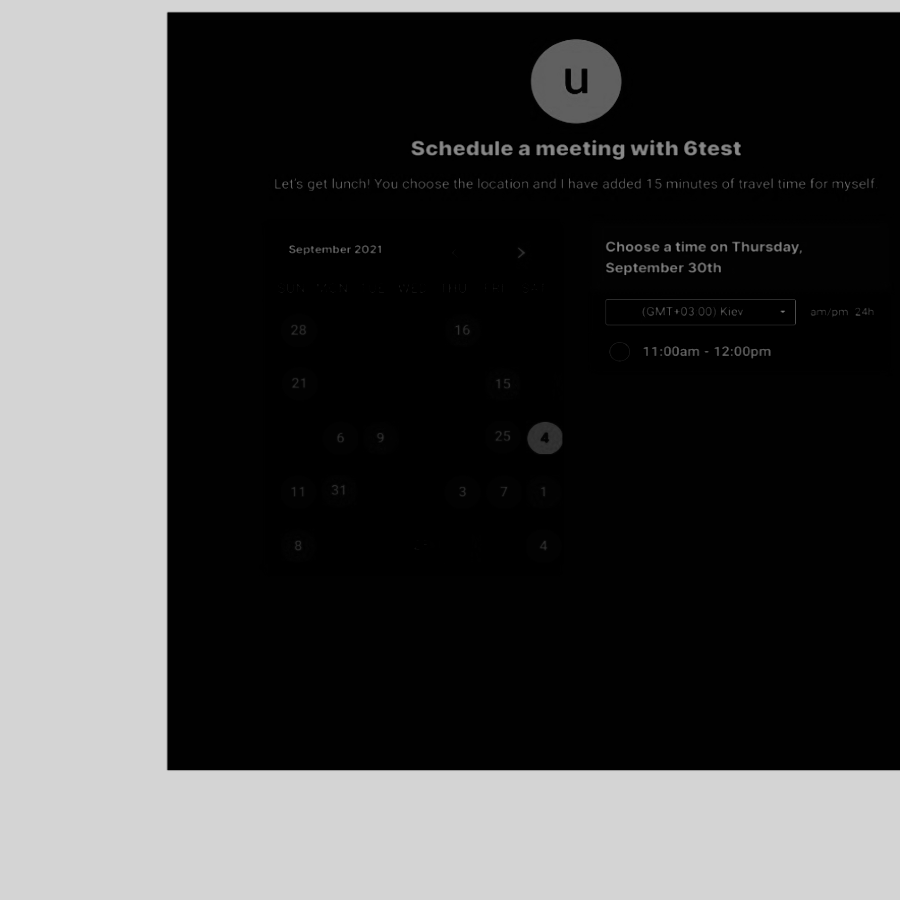 u
Schedule a meeting with 6test
Let's get lunch! You choose the location and I have added 15 minutes of travel time for myself
September 2021
SUN MON TUE WED THU FRI SAT
28 16
21 15
6 9 25 4
11 31 3 7 1
8 4
Choose a time on Thursday,
September 30th
(GMT+03:00) Kiev am/pm 24h
11:00am - 12:00pm